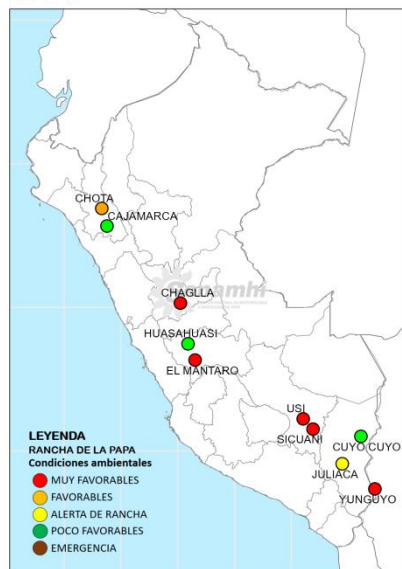 CHOTA
CAJAMARCA
senamhi
CHAGLLA
HUASAHUASI
EL MANTARO
USI
SICUANI
CUYO CUYO
JULIACA
YUNGUYO
LEYENDA
RANCHA DE LA PAPA
Condiciones ambientales
MUY FAVORABLES
FAVORABLES
ALERTA DE RANCHA
POCO FAVORABLES
EMERGENCIA